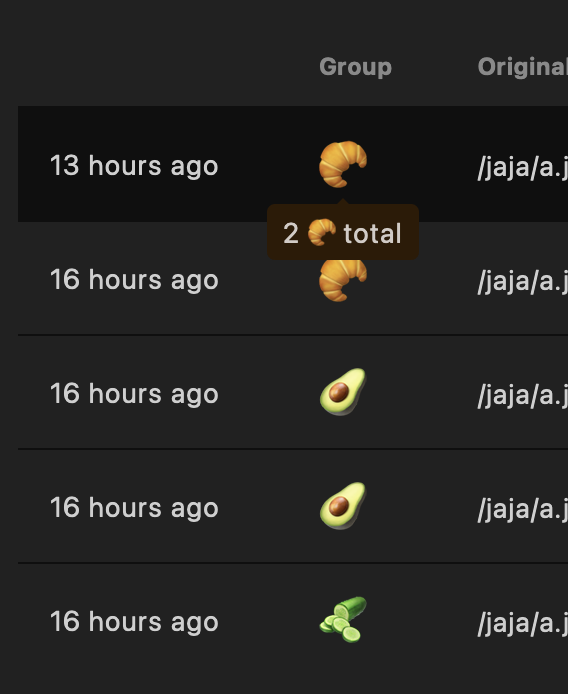 Group Original
13 hours ago 🥐 /jaja/a.j
2 🥐 total
16 hours ago 🥐 /jaja/a.j
16 hours ago 🥑 /jaja/a.j
16 hours ago 🥑 /jaja/a.j
16 hours ago 🥒 /jaja/a.j